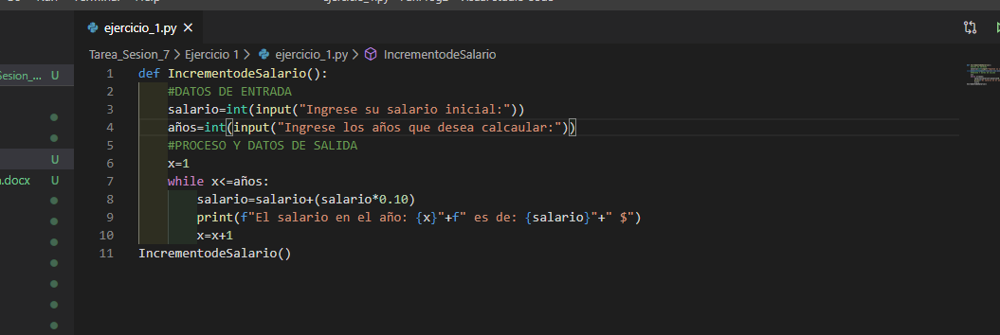 ejercicio_1.py
Tarea_Sesion_7 > Ejercicio 1 > ejercicio_1.py > IncrementodeSalario
Sesion_... U
U
.docx U
1 def IncrementodeSalario():
2 #DATOS DE ENTRADA
3 salario=int(input("Ingrese su salario inicial:"))
4 años=int(input("Ingrese los años que desea calcaular:"))
5 #PROCESO Y DATOS DE SALIDA
6 x=1
7 while x<=años:
8 salario=salario+(salario*0.10)
9 print(f"El salario en el año: {x}"+f" es de: {salario}"+" $")
10 x=x+1
11 IncrementodeSalario()